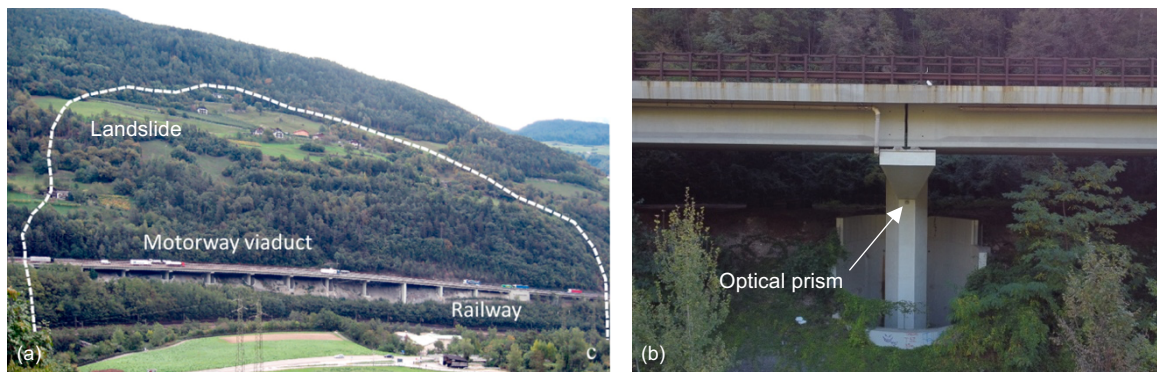 Landslide
Motorway viaduct
Railway
(a)
c
Optical prism
(b)